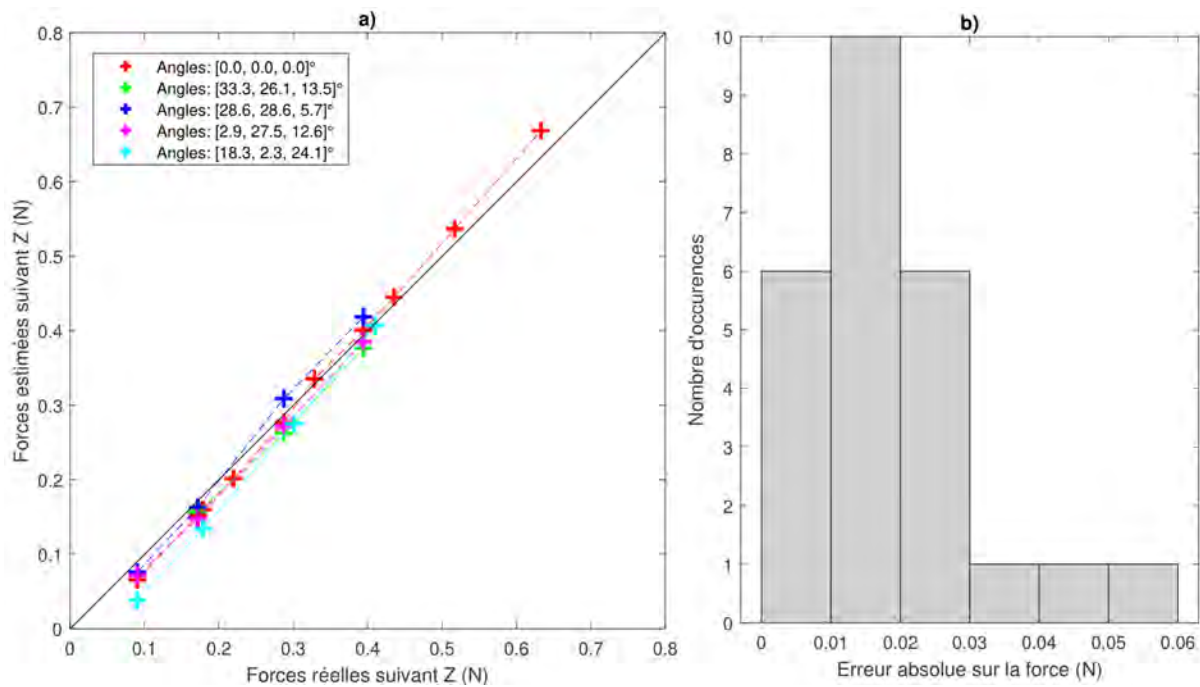 a)
0.8
0.7
0.6
0.5
0.4
0.3
0.2
0.1
0
Forces estimées suivant Z (N)
Angles: [0.0, 0.0, 0.0]°
Angles: [33.3, 26.1, 13.5]°
Angles: [28.6, 28.6, 5.7]°
Angles: [2.9, 27.5, 12.6]°
Angles: [18.3, 2.3, 24.1]°
0 0.1 0.2 0.3 0.4 0.5 0.6 0.7 0.8
Forces réelles suivant Z (N)
b)
10
9
8
7
6
5
4
3
2
1
0
Nombre d'occurences
0 0.01 0.02 0.03 0.04 0.05 0.06
Erreur absolue sur la force (N)